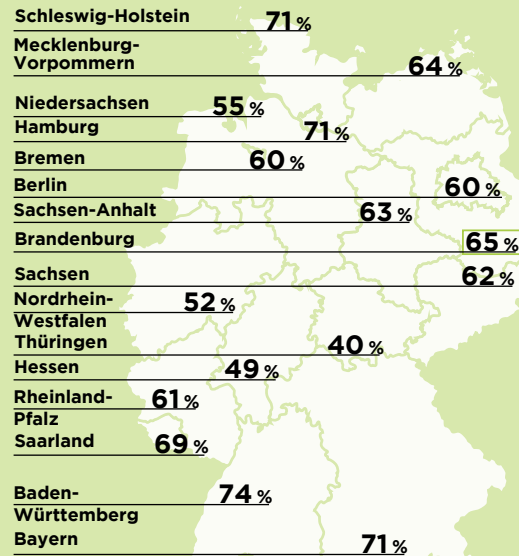 Schleswig-Holstein 71 %
Mecklenburg-
Vorpommern 64 %
Niedersachsen 55 %
Hamburg 71 %
Bremen 60 %
Berlin 60 %
Sachsen-Anhalt 63 %
Brandenburg 65 %
Sachsen 62 %
Nordrhein-
Westfalen 52 %
Thüringen 40 %
Hessen 49 %
Rheinland-
Pfalz 61 %
Saarland 69 %
Baden-
Württemberg 74 %
Bayern 71 %